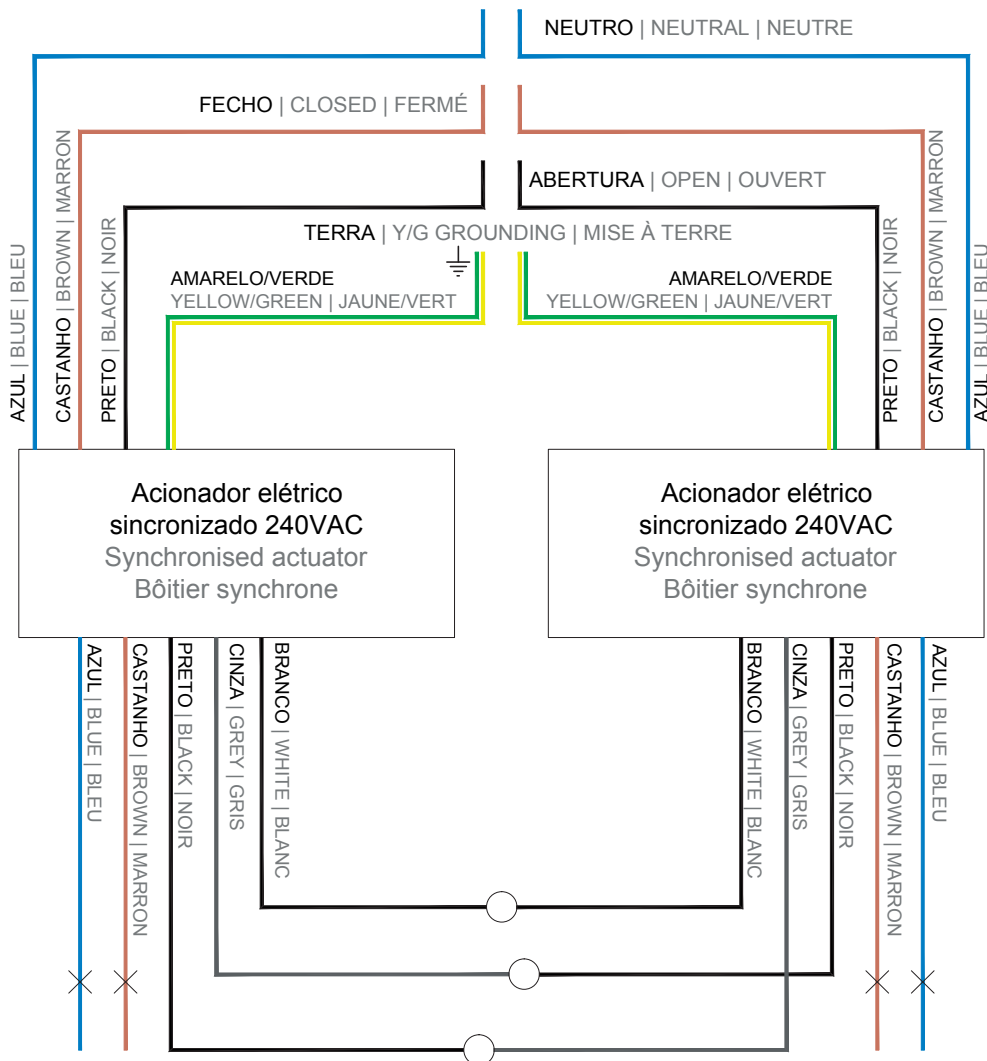 NEUTRO | NEUTRAL | NEUTRE
FECHO | CLOSED | FERMÉ
ABERTURA | OPEN | OUVERT
TERRA | Y/G GROUNDING | MISE À TERRE
AMARELO/VERDE
YELLOW/GREEN | JAUNE/VERT
AMARELO/VERDE
YELLOW/GREEN | JAUNE/VERT
AZUL | BLUE | BLEU
CASTANHO | BROWN | MARRON
PRETO | BLACK | NOIR
PRETO | BLACK | NOIR
CASTANHO | BROWN | MARRON
AZUL | BLUE | BLEU
Acionador elétrico
sincronizado 240VAC
Synchronised actuator
Bôitier synchrone
Acionador elétrico
sincronizado 240VAC
Synchronised actuator
Bôitier synchrone
AZUL | BLUE | BLEU
CASTANHO | BROWN | MARRON
PRETO | BLACK | NOIR
CINZA | GREY | GRIS
BRANCO | WHITE | BLANC
BRANCO | WHITE | BLANC
CINZA | GREY | GRIS
PRETO | BLACK | NOIR
CASTANHO | BROWN | MARRON
AZUL | BLUE | BLEU